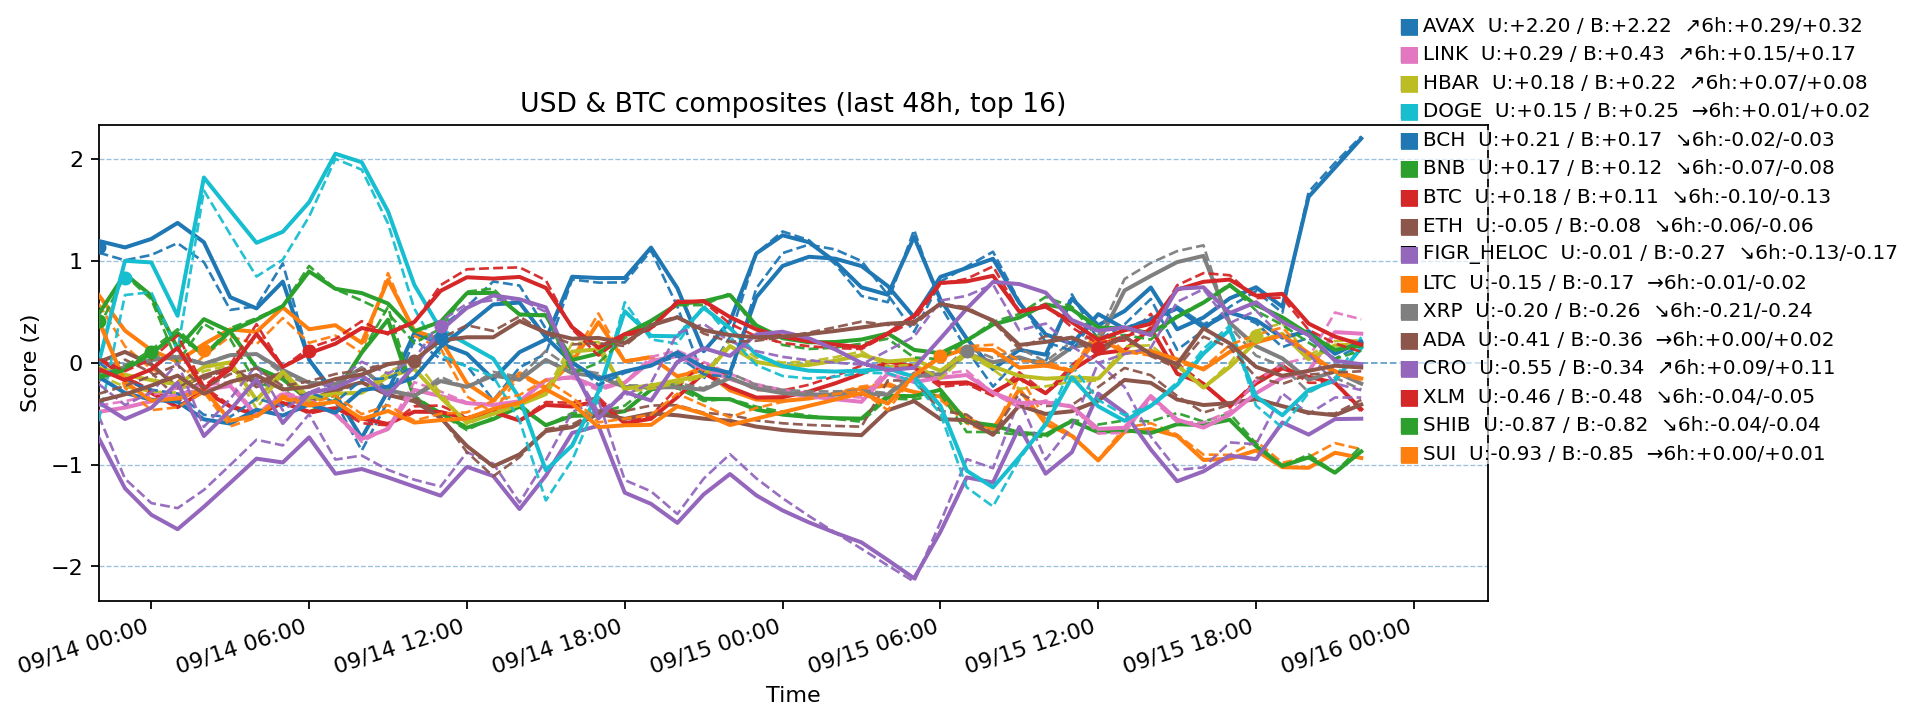 AVAX  U:+2.20 / B:+2.22  ↗6h:+0.29/+0.32
LINK  U:+0.29 / B:+0.43  ↗6h:+0.15/+0.17
HBAR  U:+0.18 / B:+0.22  ↗6h:+0.07/+0.08
DOGE  U:+0.15 / B:+0.25  →6h:+0.01/+0.02
BCH  U:+0.21 / B:+0.17  ↘6h:-0.02/-0.03
BNB  U:+0.17 / B:+0.12  ↘6h:-0.07/-0.08
BTC  U:+0.18 / B:+0.11  ↘6h:-0.10/-0.13
ETH  U:-0.05 / B:-0.08  ↘6h:-0.06/-0.06
FIGR_HELOC  U:-0.01 / B:-0.27  ↘6h:-0.13/-0.17
LTC  U:-0.15 / B:-0.17  →6h:-0.01/-0.02
XRP  U:-0.20 / B:-0.26  ↘6h:-0.21/-0.24
ADA  U:-0.41 / B:-0.36  →6h:+0.00/+0.02
CRO  U:-0.55 / B:-0.34  ↗6h:+0.09/+0.11
XLM  U:-0.46 / B:-0.48  ↘6h:-0.04/-0.05
SHIB  U:-0.87 / B:-0.82  ↘6h:-0.04/-0.04
SUI  U:-0.93 / B:-0.85  →6h:+0.00/+0.01
USD & BTC composites (last 48h, top 16)
Score (z)
2
1
0
−1
−2
09/14 00:00
09/14 06:00
09/14 12:00
09/14 18:00
09/15 00:00
09/15 06:00
09/15 12:00
09/15 18:00
09/16 00:00
Time